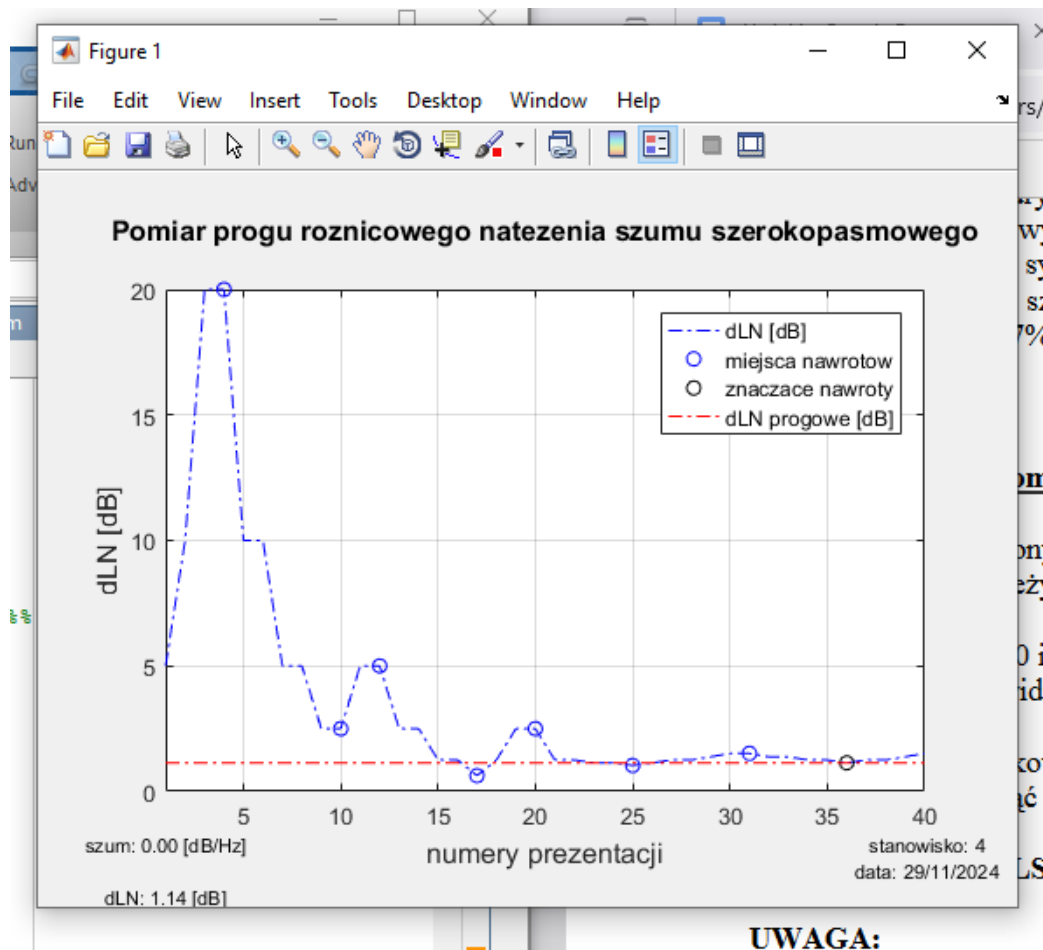 Figure 1
File Edit View Insert Tools Desktop Window Help
Pomiar progu roznicowego natezenia szumu szerokopasmowego
dLN [dB]
miejsca nawrotow
znaczace nawroty
dLN progowe [dB]
20
15
10
5
0
dLN [dB]
5 10 15 20 25 30 35 40
numery prezentacji
szum: 0.00 [dB/Hz]
stanowisko: 4
data: 29/11/2024
dLN: 1.14 [dB]
%%
UWAGA: